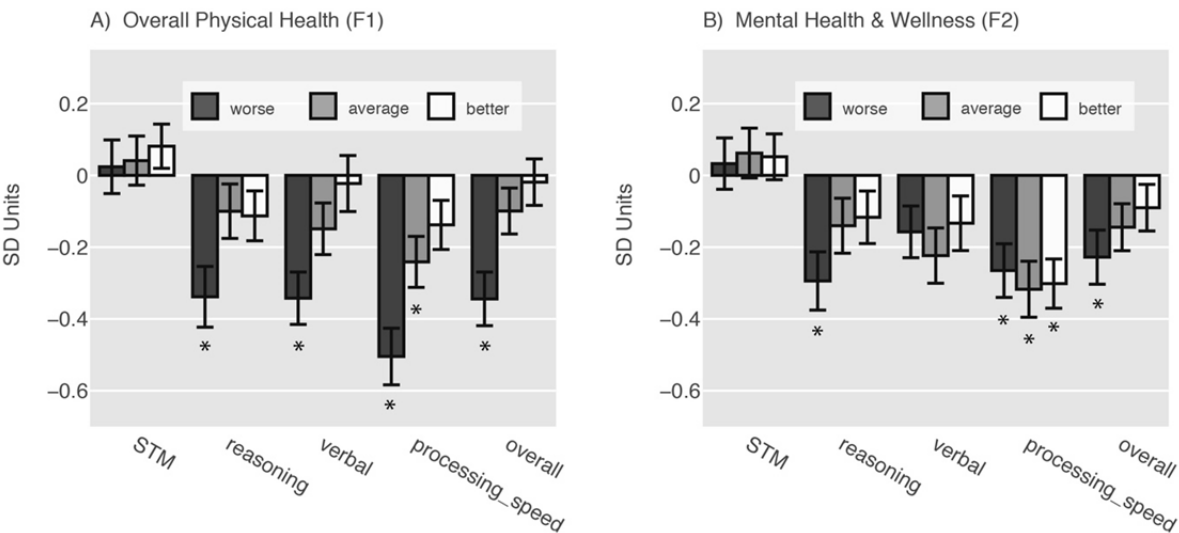 A) Overall Physical Health (F1)
SD Units
0.2
0
−0.2
−0.4
−0.6
worse
average
better
*
*
*
*
*
STM
reasoning
verbal
processing_speed
overall
B) Mental Health & Wellness (F2)
SD Units
0.2
0
−0.2
−0.4
−0.6
worse
average
better
*
*
*
*
*
STM
reasoning
verbal
processing_speed
overall